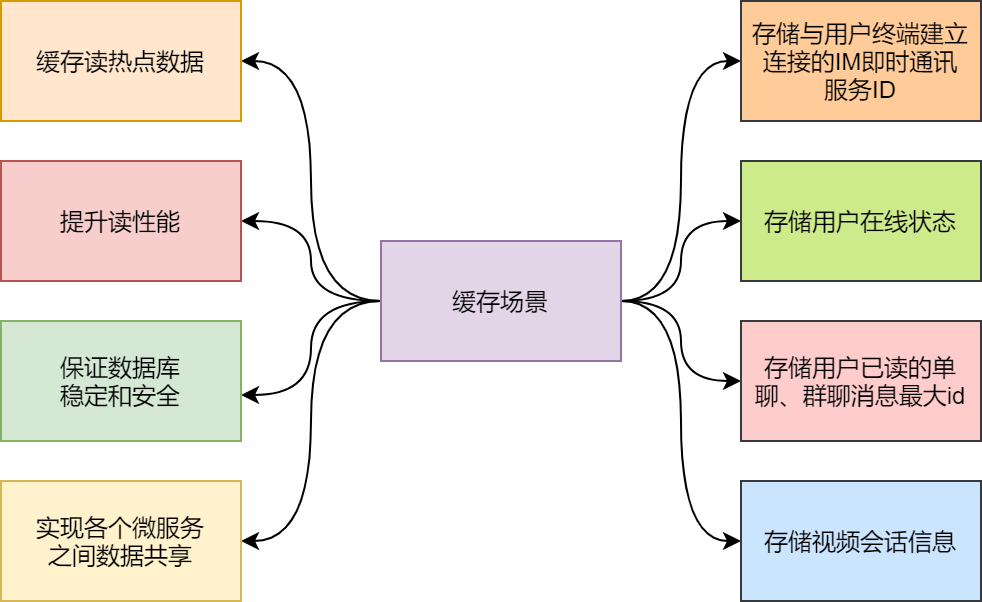 缓存读热点数据
提升读性能
保证数据库
稳定和安全
实现各个微服务
之间数据共享
缓存场景
存储与用户终端建立
连接的IM即时通讯
服务ID
存储用户在线状态
存储用户已读的单
聊、群聊消息最大id
存储视频会话信息